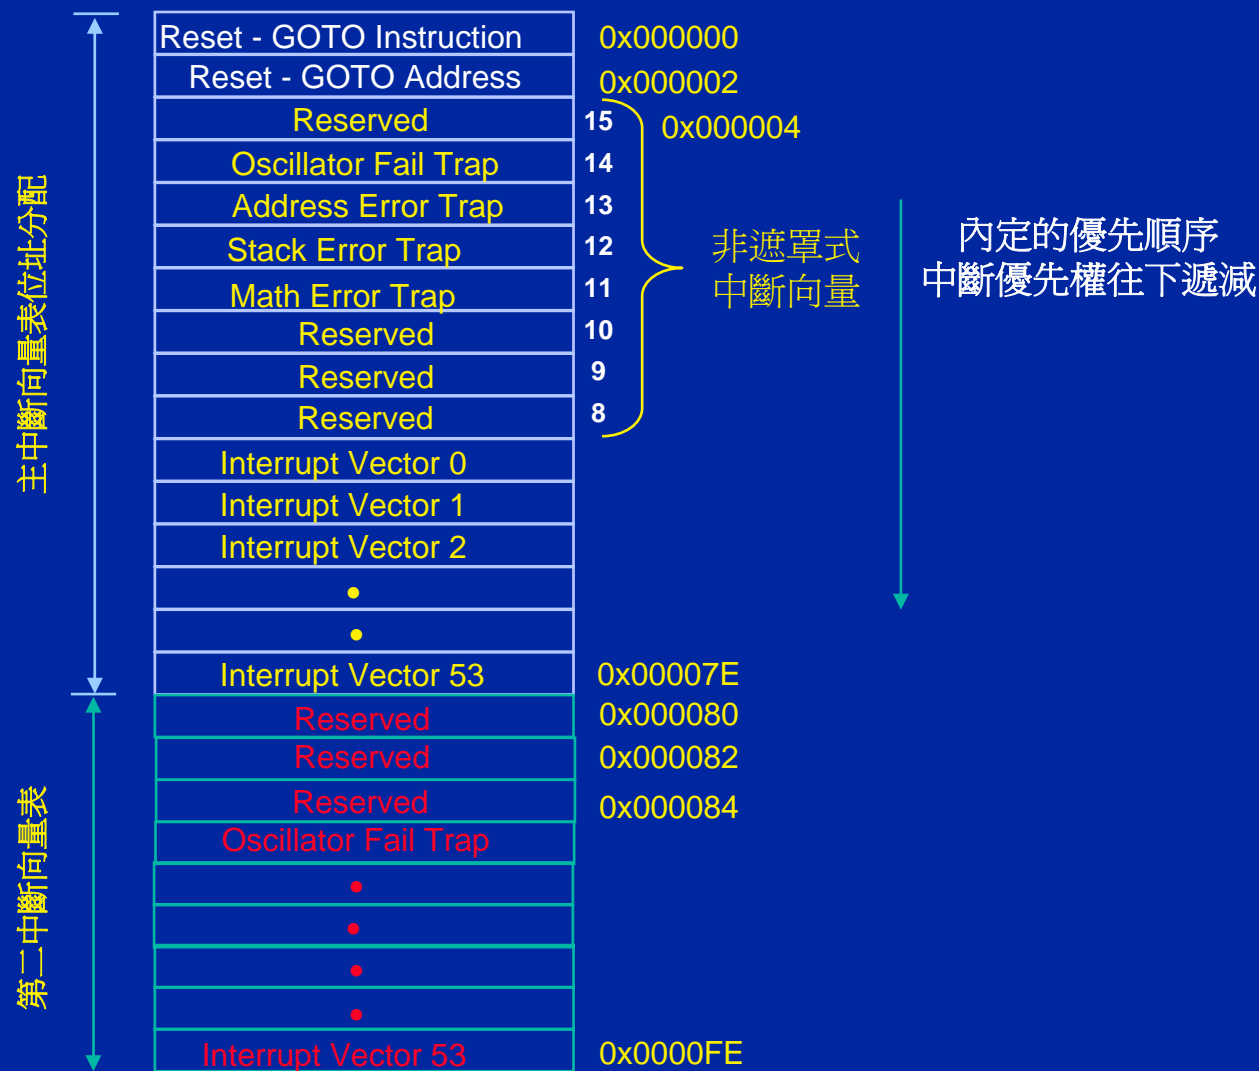 主中斷向量表位址分配
Reset - GOTO Instruction 0x000000
Reset - GOTO Address 0x000002
Reserved 15 0x000004
Oscillator Fail Trap 14
Address Error Trap 13
Stack Error Trap 12
Math Error Trap 11
Reserved 10
Reserved 9
Reserved 8
非遮罩式
中斷向量
內定的優先順序
中斷優先權往下遞減
Interrupt Vector 0
Interrupt Vector 1
Interrupt Vector 2
•
•
Interrupt Vector 53 0x00007E
第二中斷向量表
Reserved 0x000080
Reserved 0x000082
Reserved 0x000084
Oscillator Fail Trap
•
•
•
•
Interrupt Vector 53 0x0000FE